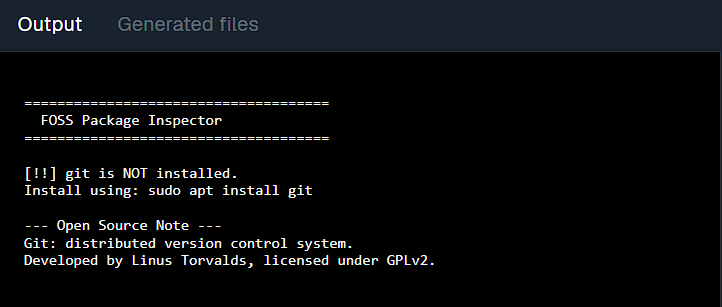 Output Generated files
=====================================
FOSS Package Inspector
=====================================
[!!] git is NOT installed.
Install using: sudo apt install git
--- Open Source Note ---
Git: distributed version control system.
Developed by Linus Torvalds, licensed under GPLv2.